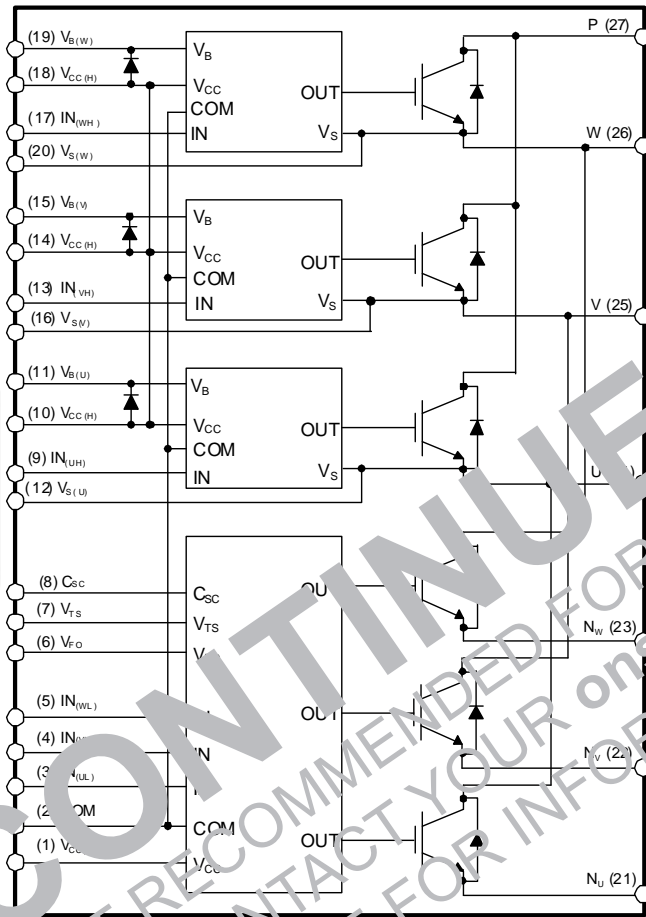 (19) VB(W)
(18) VCC(H)
(17) IN(WH)
(20) VS(W)
VB
VCC
COM
IN
OUT
VS
P (27)
W (26)
(15) VB(V)
(14) VCC(H)
(13) IN(VH)
(16) VS(V)
VB
VCC
COM
IN
OUT
VS
V (25)
(11) VB(U)
(10) VCC(H)
(9) IN(UH)
(12) VS(U)
VB
VCC
COM
IN
OUT
VS
(8) CSC
(7) VTS
(6) VFO
(5) IN(WL)
(4)
(2)
(1)
CSC
VTS
IN
COM
VCC
OUT
OUT
NW (23)
NV (22)
NU (21)
CONTINUE
RECOMMENDED FOR
CONTACT YOUR ons
FOR INFOR